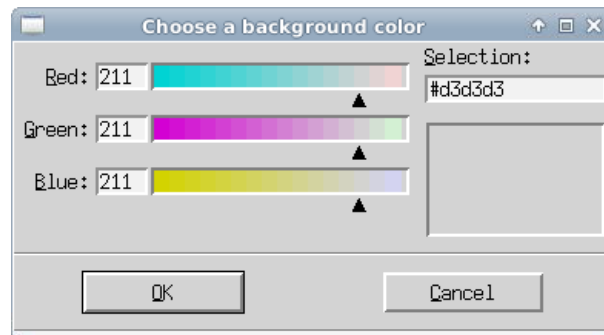 Choose a background color
Red: 211
Green: 211
Blue: 211
Selection:
#d3d3d3
OK
Cancel